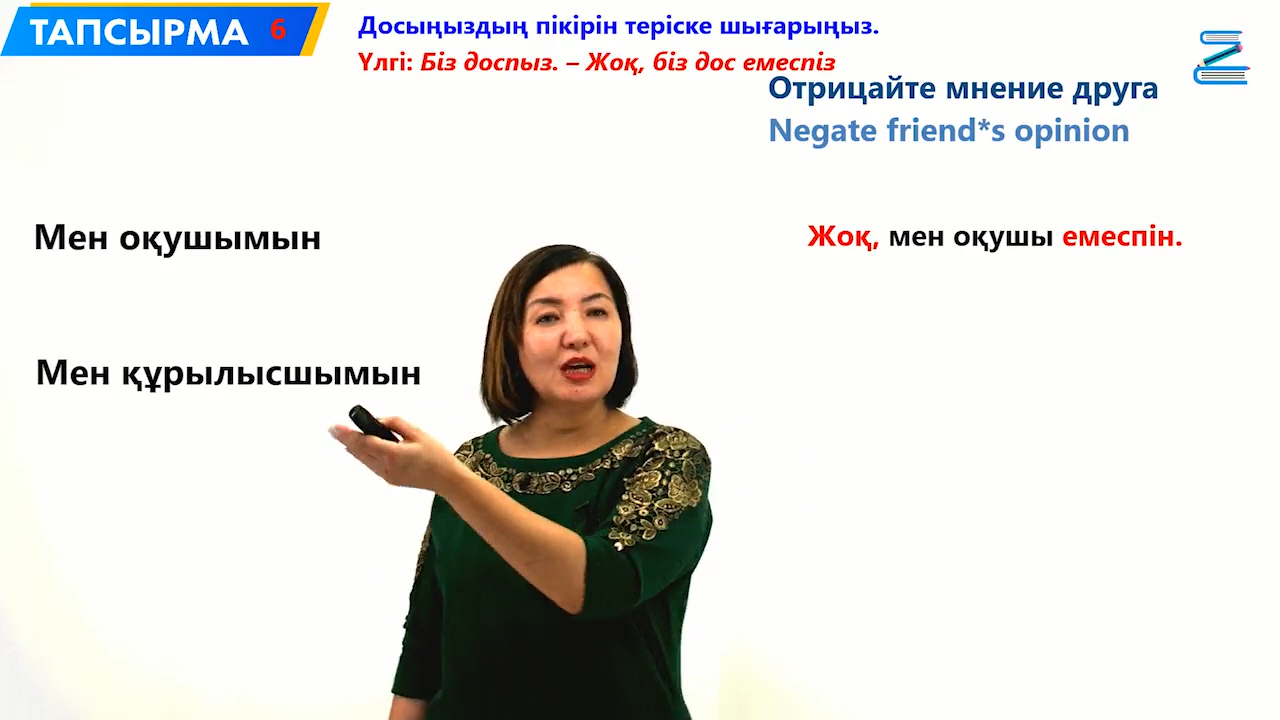 ТАПСЫРМА 6
Досыңыздың пікірін теріске шығарыңыз.
Үлгі: Біз доспыз. – Жоқ, біз дос емеспіз
Отрицайте мнение друга
Negate friend*s opinion
Мен оқушымын
Жоқ, мен оқушы емеспін.
Мен құрылысшымын